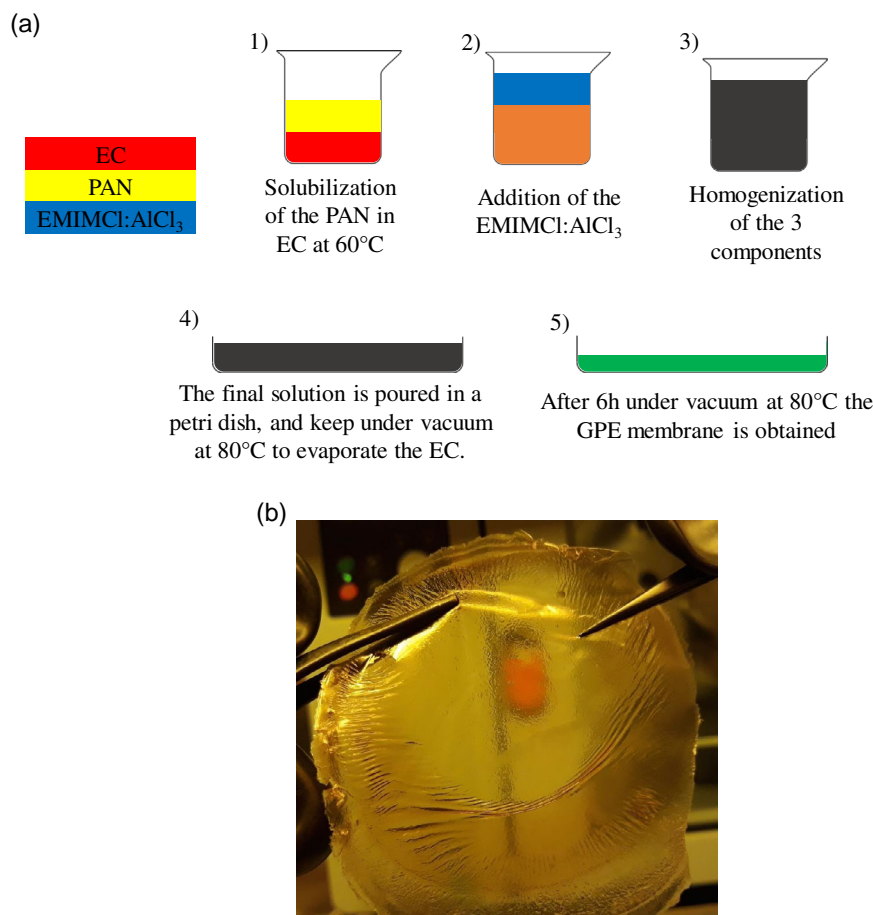 (a)
1)
2)
3)
EC
PAN
EMIMCl:AlCl₃
Solubilization
of the PAN in
EC at 60°C
Addition of the
EMIMCl:AlCl₃
Homogenization
of the 3
components
4)
5)
The final solution is poured in a
petri dish, and keep under vacuum
at 80°C to evaporate the EC.
After 6h under vacuum at 80°C the
GPE membrane is obtained
(b)